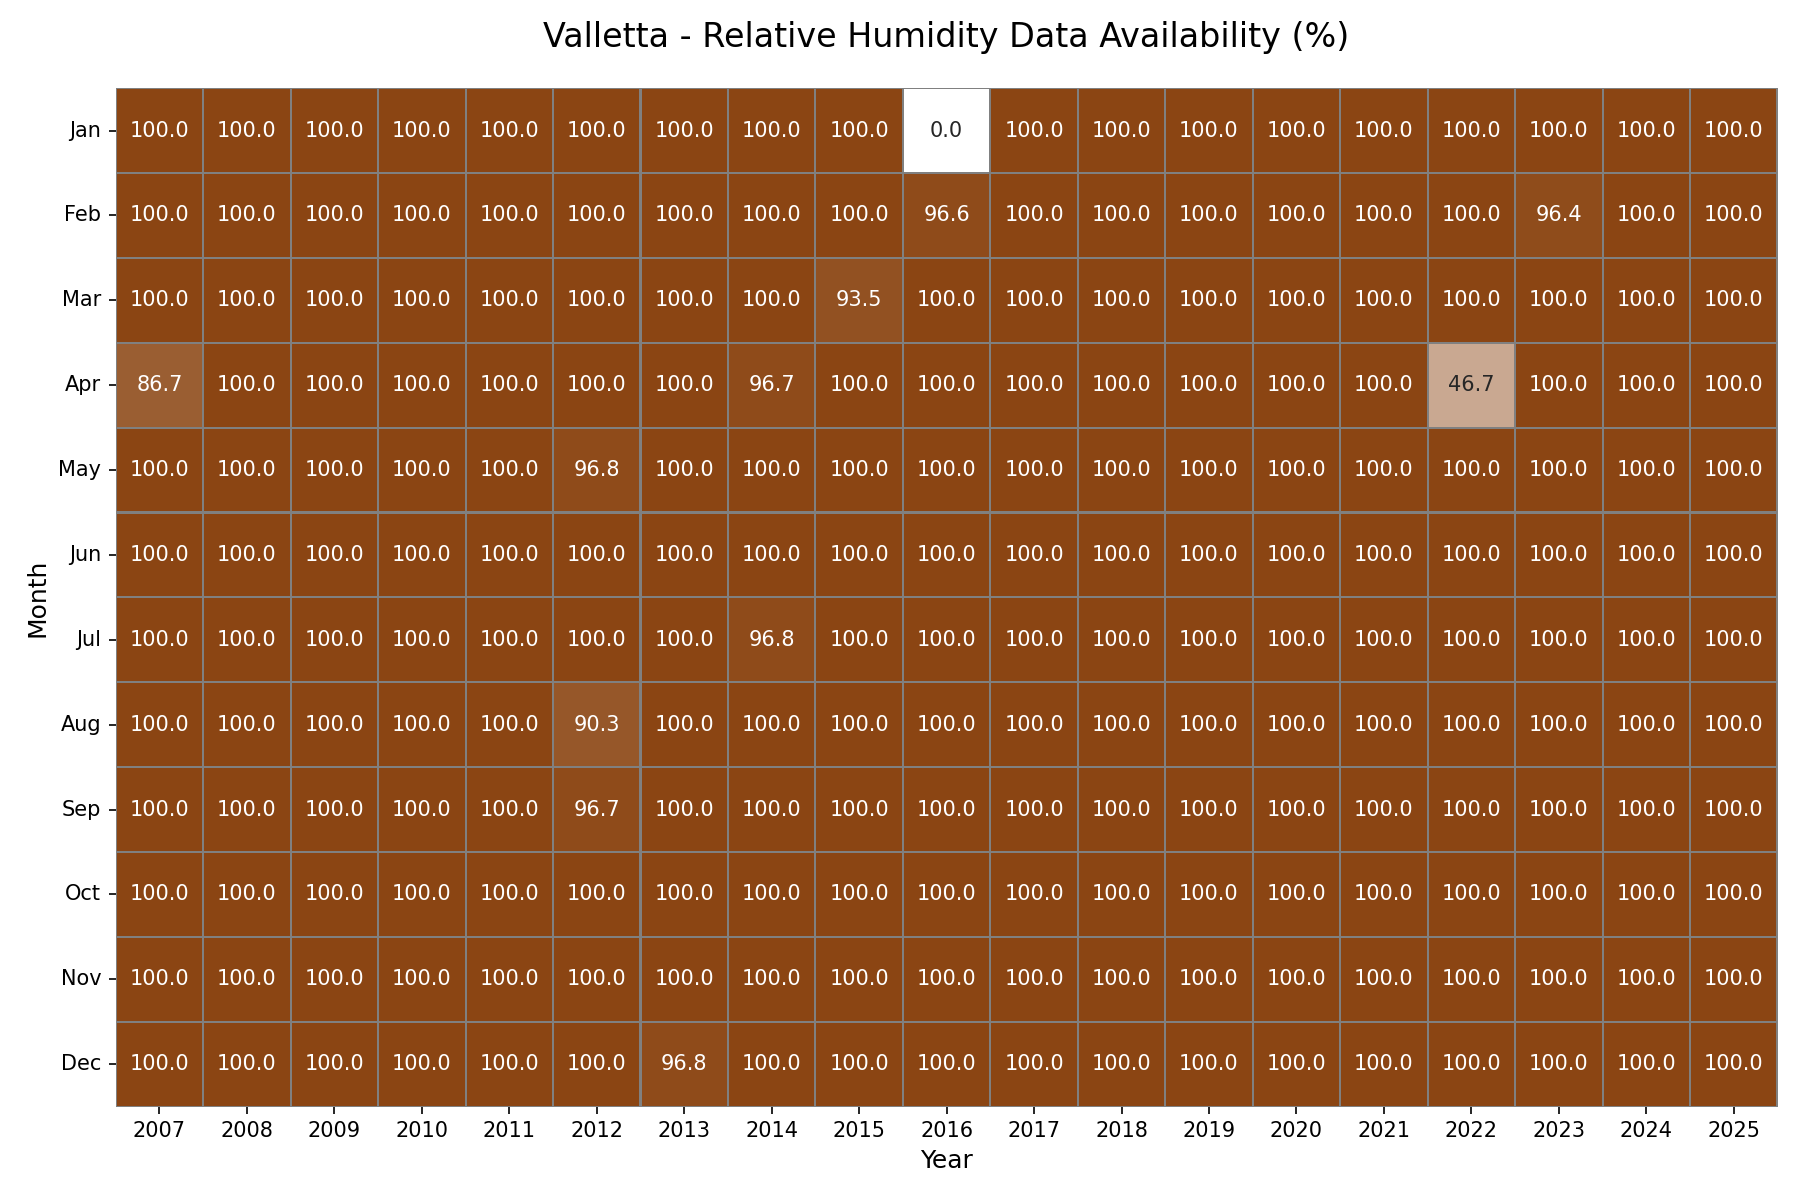 Valletta - Relative Humidity Data Availability (%)
Jan 100.0 100.0 100.0 100.0 100.0 100.0 100.0 100.0 100.0 0.0 100.0 100.0 100.0 100.0 100.0 100.0 100.0 100.0 100.0
Feb 100.0 100.0 100.0 100.0 100.0 100.0 100.0 100.0 100.0 96.6 100.0 100.0 100.0 100.0 100.0 100.0 96.4 100.0 100.0
Mar 100.0 100.0 100.0 100.0 100.0 100.0 100.0 100.0 93.5 100.0 100.0 100.0 100.0 100.0 100.0 100.0 100.0 100.0 100.0
Apr 86.7 100.0 100.0 100.0 100.0 100.0 100.0 96.7 100.0 100.0 100.0 100.0 100.0 100.0 100.0 46.7 100.0 100.0 100.0
May 100.0 100.0 100.0 100.0 100.0 96.8 100.0 100.0 100.0 100.0 100.0 100.0 100.0 100.0 100.0 100.0 100.0 100.0 100.0
Jun 100.0 100.0 100.0 100.0 100.0 100.0 100.0 100.0 100.0 100.0 100.0 100.0 100.0 100.0 100.0 100.0 100.0 100.0 100.0
Jul 100.0 100.0 100.0 100.0 100.0 100.0 100.0 96.8 100.0 100.0 100.0 100.0 100.0 100.0 100.0 100.0 100.0 100.0 100.0
Aug 100.0 100.0 100.0 100.0 100.0 90.3 100.0 100.0 100.0 100.0 100.0 100.0 100.0 100.0 100.0 100.0 100.0 100.0 100.0
Sep 100.0 100.0 100.0 100.0 100.0 96.7 100.0 100.0 100.0 100.0 100.0 100.0 100.0 100.0 100.0 100.0 100.0 100.0 100.0
Oct 100.0 100.0 100.0 100.0 100.0 100.0 100.0 100.0 100.0 100.0 100.0 100.0 100.0 100.0 100.0 100.0 100.0 100.0 100.0
Nov 100.0 100.0 100.0 100.0 100.0 100.0 100.0 100.0 100.0 100.0 100.0 100.0 100.0 100.0 100.0 100.0 100.0 100.0 100.0
Dec 100.0 100.0 100.0 100.0 100.0 100.0 96.8 100.0 100.0 100.0 100.0 100.0 100.0 100.0 100.0 100.0 100.0 100.0 100.0
2007 2008 2009 2010 2011 2012 2013 2014 2015 2016 2017 2018 2019 2020 2021 2022 2023 2024 2025
Year
Month